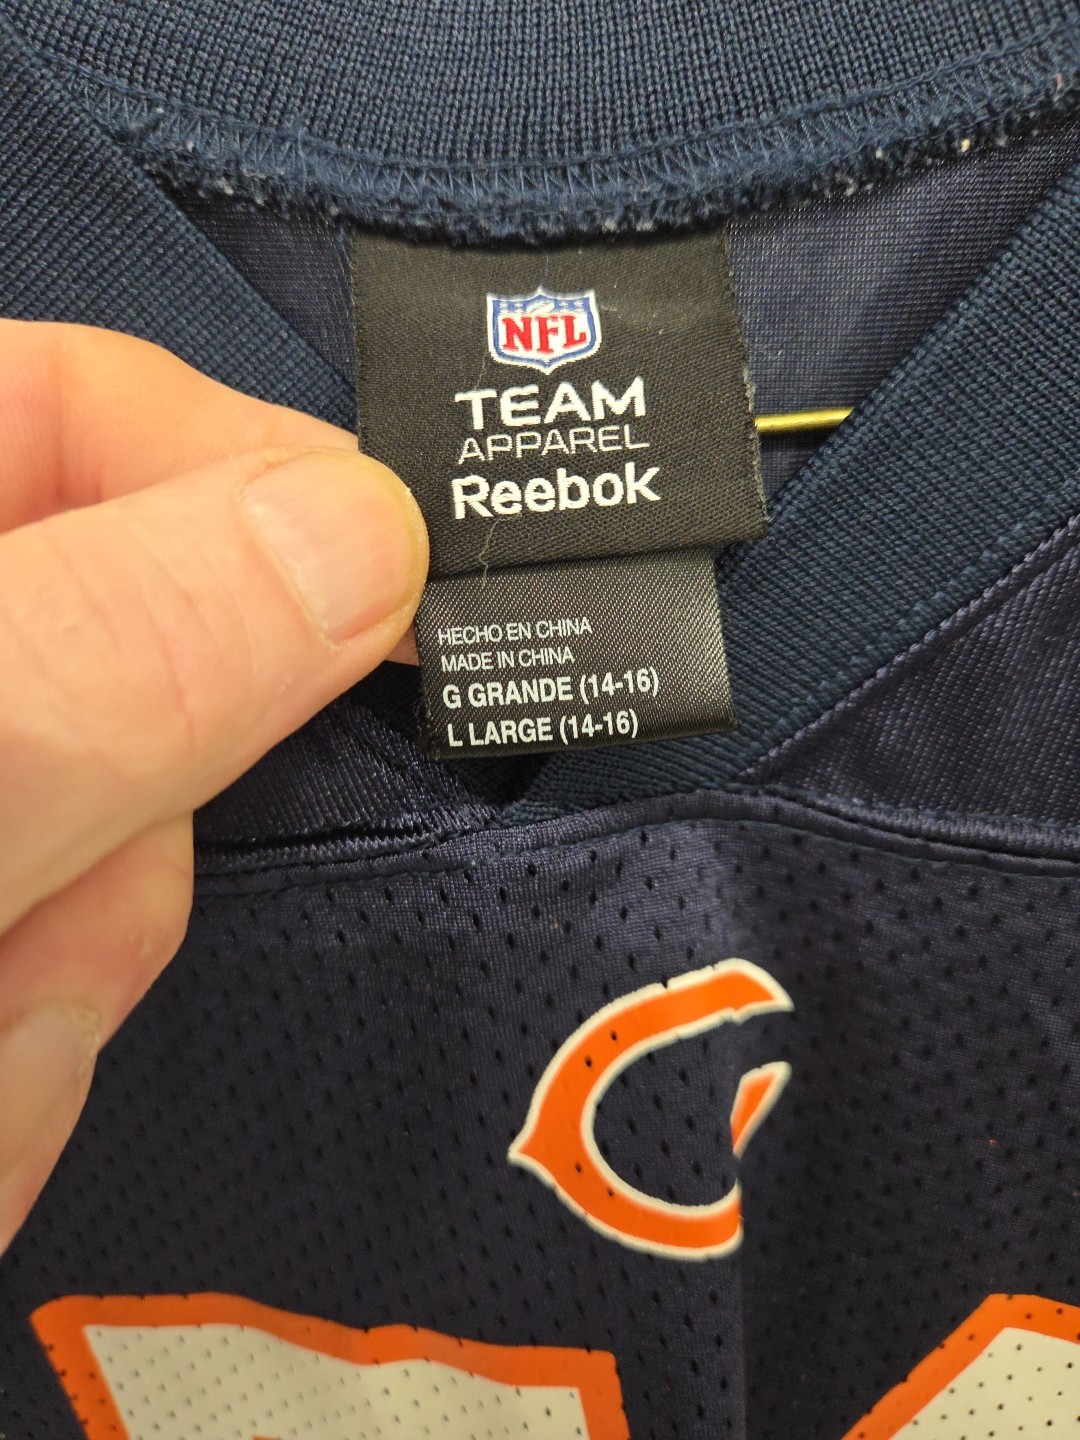 NFL
TEAM
APPAREL
Reebok
HECHO EN CHINA
MADE IN CHINA
G GRANDE (14-16)
L LARGE (14-16)
C